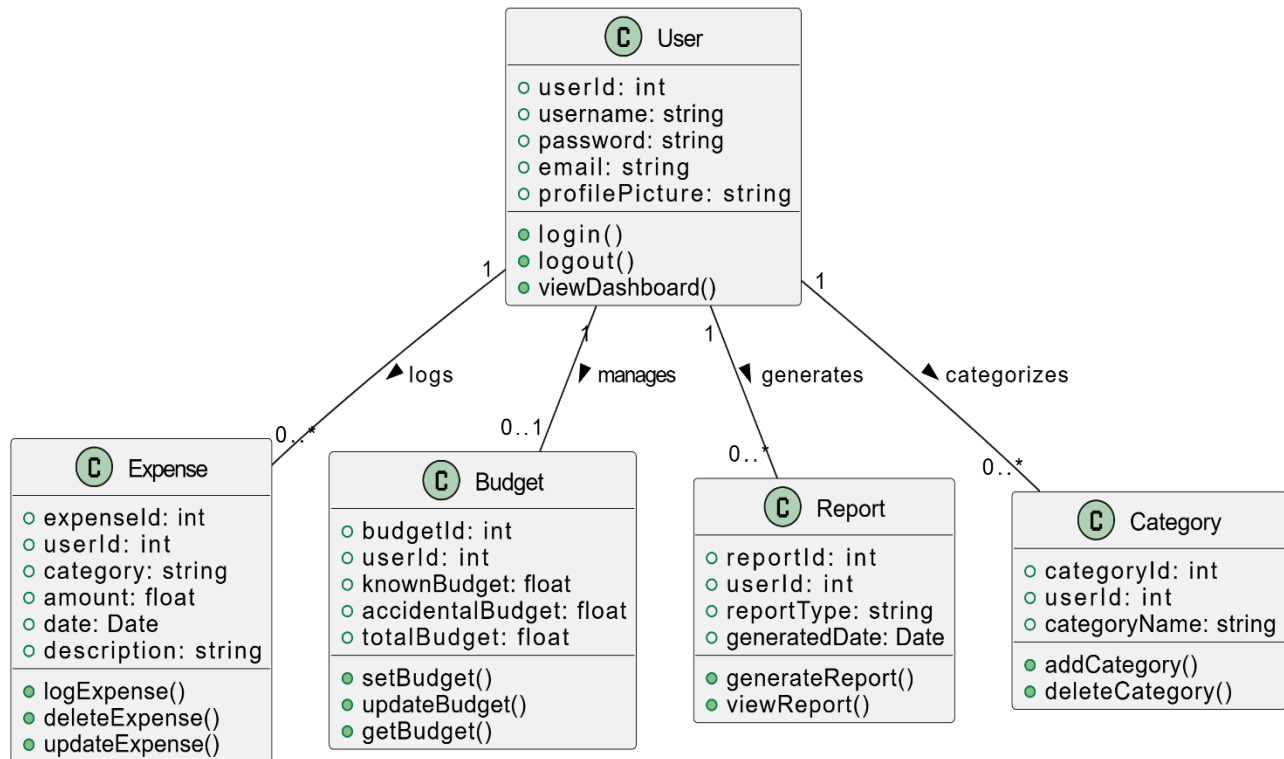 C User
userId: int
username: string
password: string
email: string
profilePicture: string
login()
logout()
viewDashboard()
1
1
1
1
logs
manages
generates
categorizes
0..*
0..1
0..*
0..*
C Expense
expenseId: int
userId: int
category: string
amount: float
date: Date
description: string
logExpense()
deleteExpense()
updateExpense()
C Budget
budgetId: int
userId: int
knownBudget: float
accidentalBudget: float
totalBudget: float
setBudget()
updateBudget()
getBudget()
C Report
reportId: int
userId: int
reportType: string
generatedDate: Date
generateReport()
viewReport()
C Category
categoryId: int
userId: int
categoryName: string
addCategory()
deleteCategory()